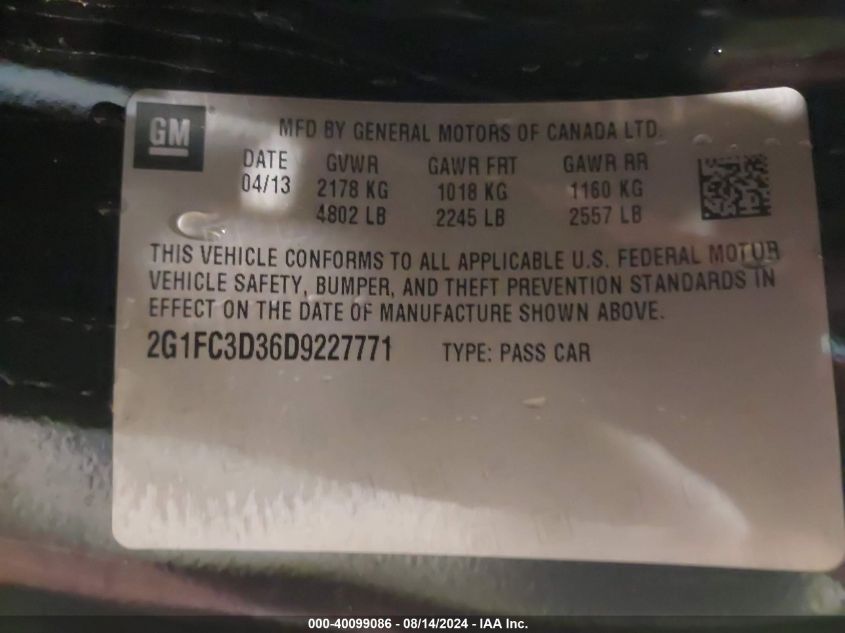 GM
MFD BY GENERAL MOTORS OF CANADA LTD.
DATE GVWR GAWR FRT GAWR RR
04/13 2178 KG 1018 KG 1160 KG
4802 LB 2245 LB 2557 LB
THIS VEHICLE CONFORMS TO ALL APPLICABLE U.S. FEDERAL MOTOR
VEHICLE SAFETY, BUMPER, AND THEFT PREVENTION STANDARDS IN
EFFECT ON THE DATE OF MANUFACTURE SHOWN ABOVE.
2G1FC3D36D9227771 TYPE: PASS CAR
000-40099086 - 08/14/2024 - IAA Inc.